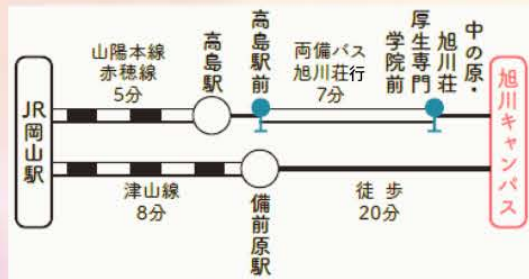 JR岡山駅
山陽本線
赤穂線
5分
高島駅
高島駅前
両備バス
旭川荘行
7分
中の原・
旭川荘
厚生専門
学院前
旭川キャンパス
津山線
8分
備前原駅
徒歩
20分